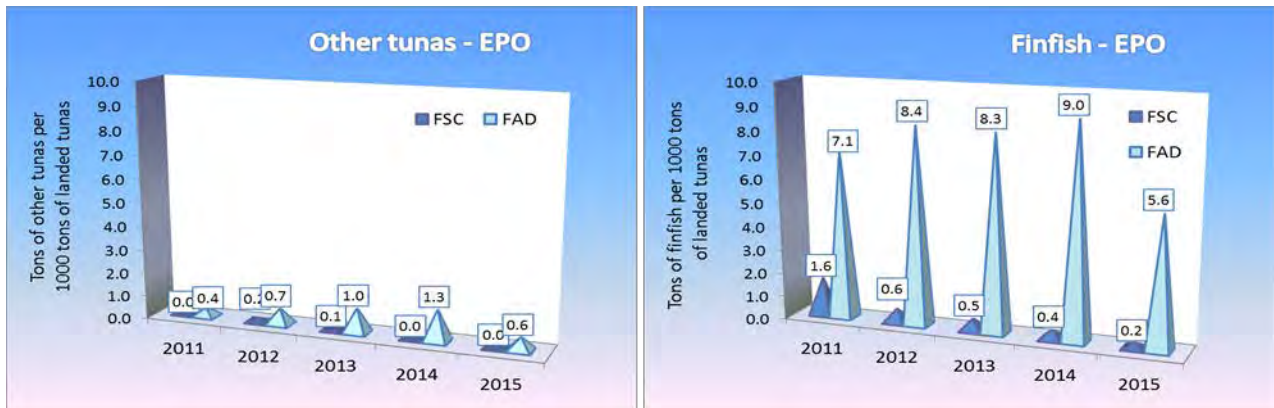 Other tunas - EPO
Tons of other tunas per
1000 tons of landed tunas
10.0
9.0
8.0
7.0
6.0
5.0
4.0
3.0
2.0
1.0
0.0
FSC FAD
0.0 0.4 0.2 0.7 0.1 1.0 0.0 1.3 0.0 0.6
2011 2012 2013 2014 2015
Finfish - EPO
Tons of finfish per 1000 tons
of landed tunas
10.0
9.0
8.0
7.0
6.0
5.0
4.0
3.0
2.0
1.0
0.0
FSC
FAD
1.6 7.1 0.6 8.4 0.5 8.3 0.4 9.0 0.2 5.6
2011 2012 2013 2014 2015